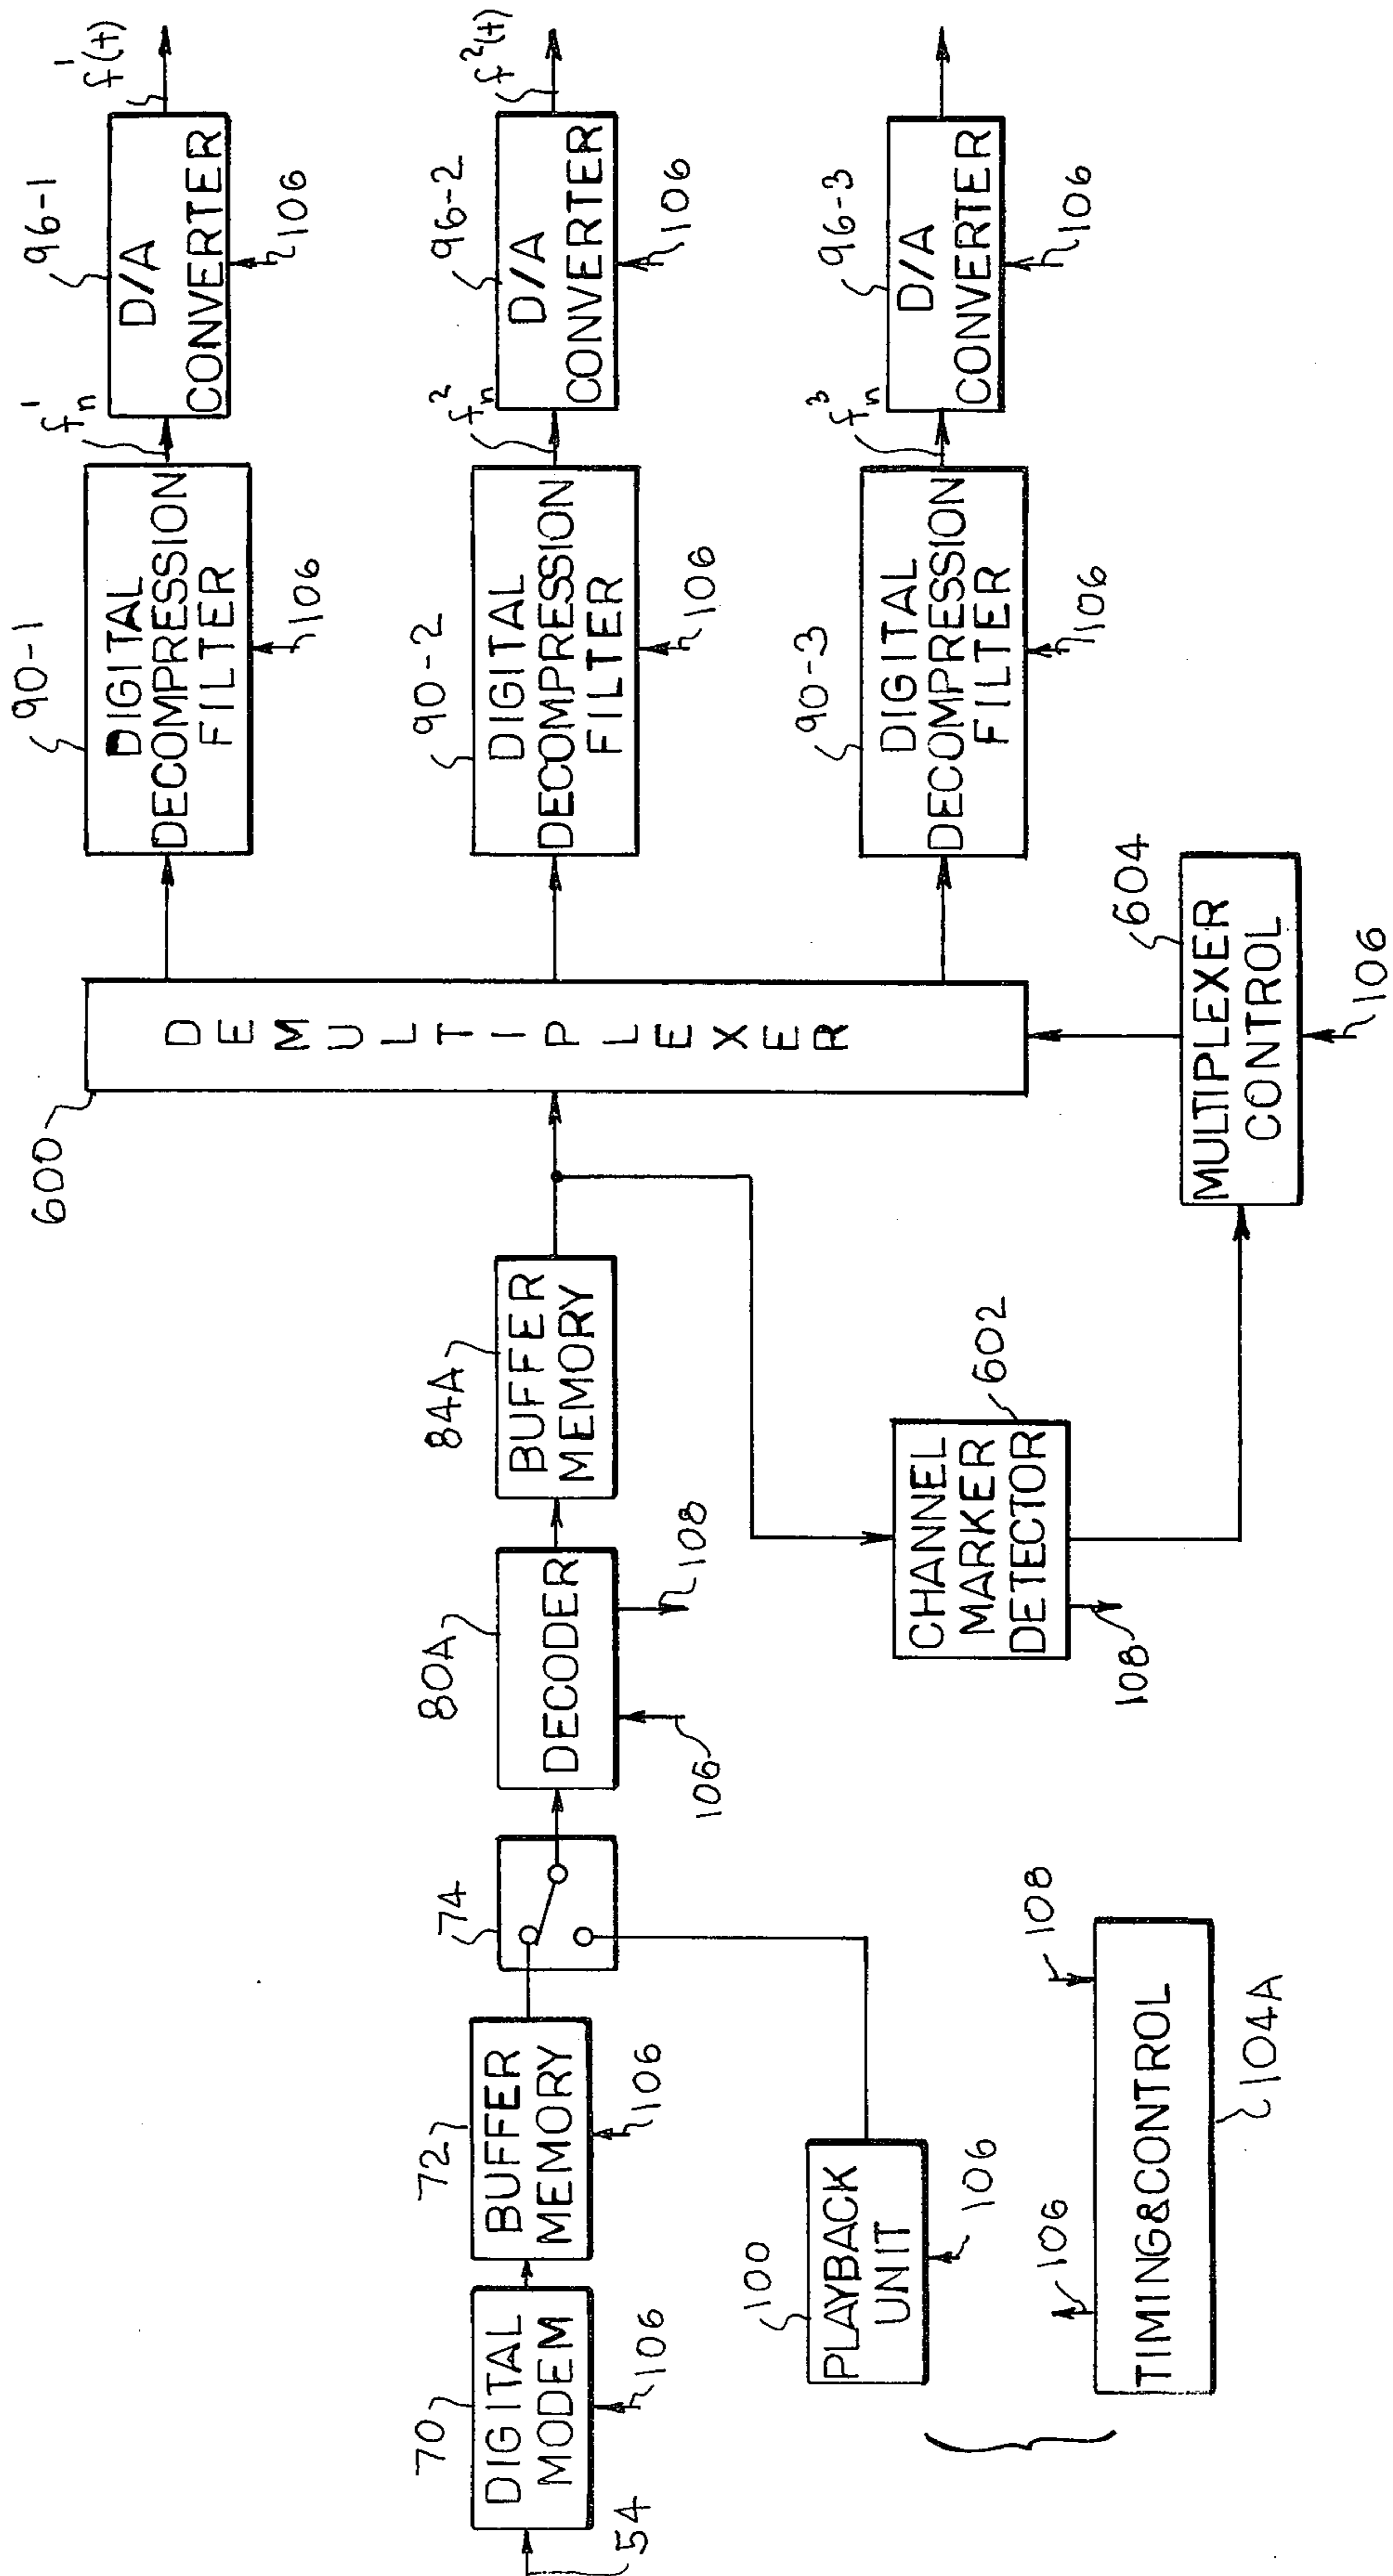 54
70
DIGITAL
MODEM
106
72
BUFFER
MEMORY
106
74
80A
DECODER
106
108
84A
BUFFER
MEMORY
600
DEMULTIPLEXER
90-1
DIGITAL
DECOMPRESSION
FILTER
106
f¹n
96-1
D/A
CONVERTER
106
f¹(t)
90-2
DIGITAL
DECOMPRESSION
FILTER
106
f²n
96-2
D/A
CONVERTER
106
f²(t)
90-3
DIGITAL
DECOMPRESSION
FILTER
106
f³n
96-3
D/A
CONVERTER
106
100
PLAYBACK
UNIT
106
CHANNEL
MARKER
DETECTOR
602
108
604
MULTIPLEXER
CONTROL
106
106
108
TIMING&CONTROL
104A